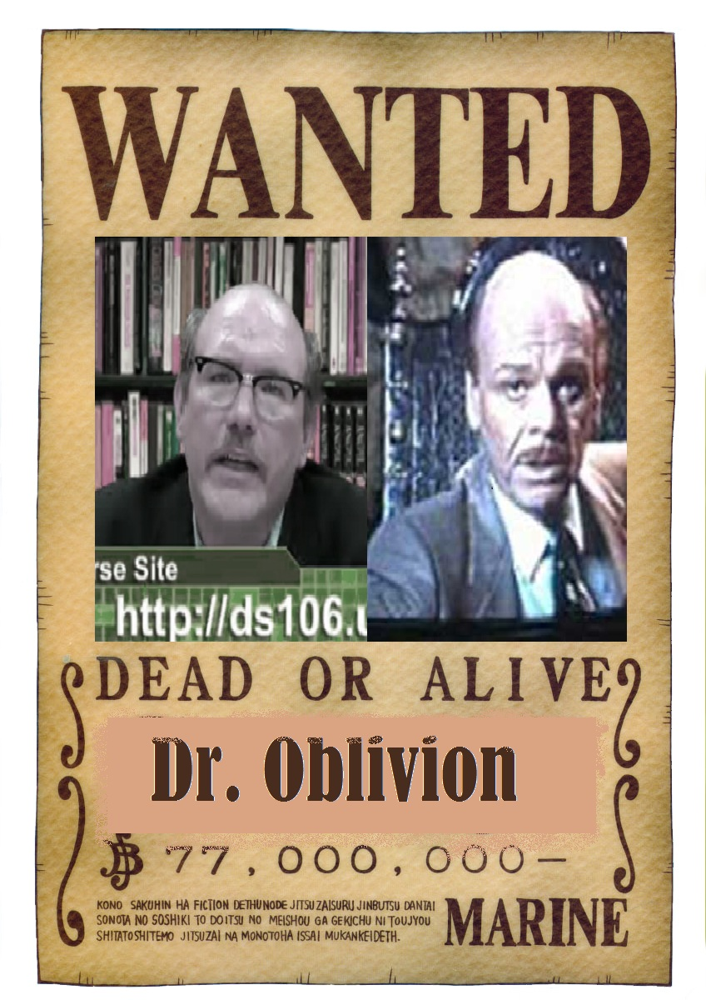 WANTED
rse Site
http://ds106.u
DEAD OR ALIVE
Dr. Oblivion
฿ 77,000,000—
KONO SAKUHIN HA FICTION DETHUNODE JITSUZAISURU JINBUTSU DANTAI
SONOTA NO SOSHIKI TO DOITSU NO MEISHOU GA GEKICHU NI TOUJYOU
SHITATOSHITEMO JITSUZAI NA MONOTOHA ISSAI MUKANKEIDETH.
MARINE